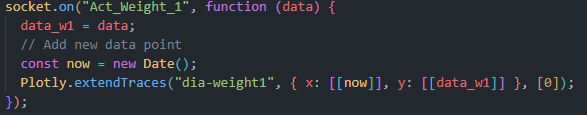 socket.on("Act_Weight_1", function (data) {
  data_w1 = data;
  // Add new data point
  const now = new Date();
  Plotly.extendTraces("dia-weight1", { x: [[now]], y: [[data_w1]] }, [0]);
});